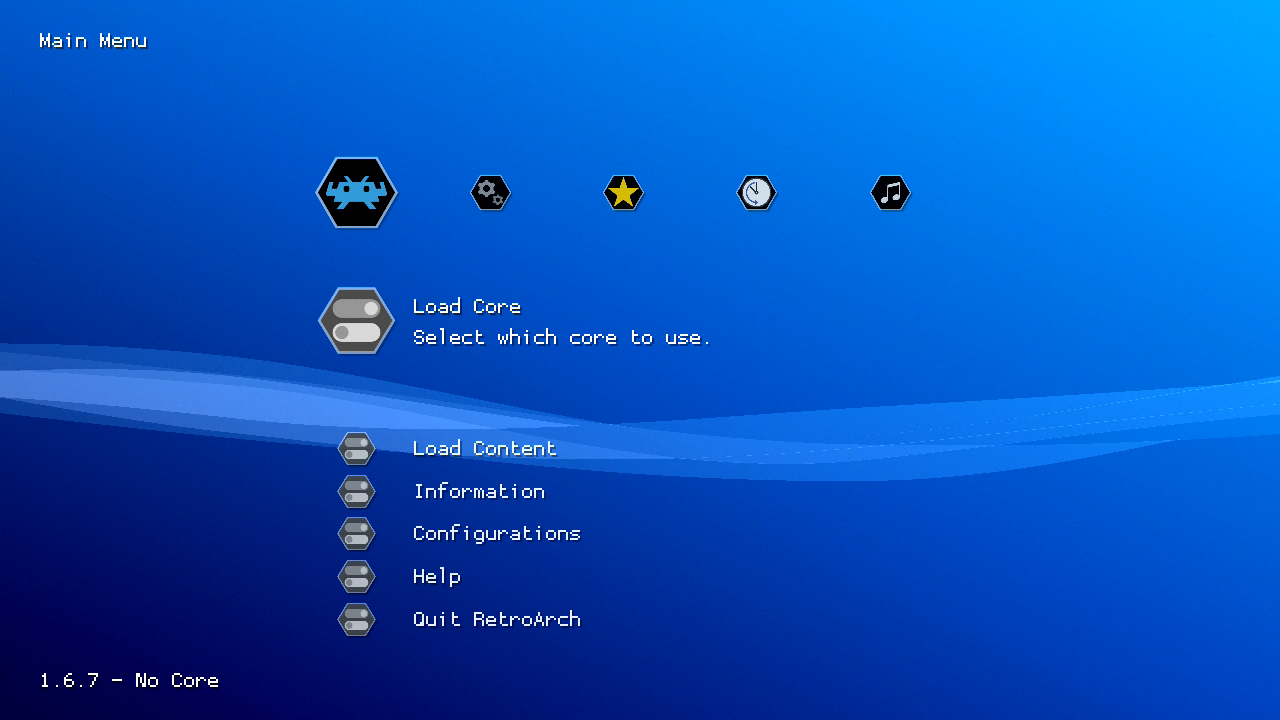 Main Menu
Load Core
Select which core to use.
Load Content
Information
Configurations
Help
Quit RetroArch
1.6.7 - No Core